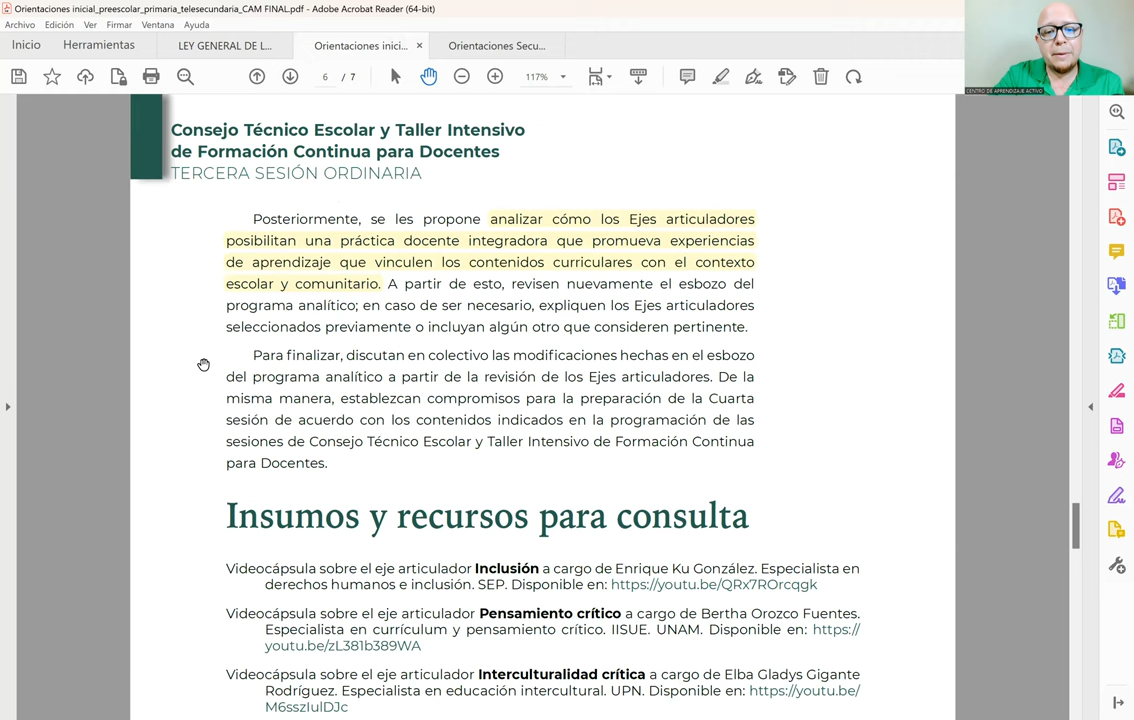 Orientaciones inicial_preescolar_primaria_telesecundaria_CAM FINAL.pdf - Adobe Acrobat Reader (64-bit)
Archivo Edición Ver Firmar Ventana Ayuda
Inicio Herramientas LEY GENERAL DE L... Orientaciones inici... × Orientaciones Secu...
6 / 7 117%
CENTRO DE APRENDIZAJE ACTIVO
Consejo Técnico Escolar y Taller Intensivo
de Formación Continua para Docentes
TERCERA SESIÓN ORDINARIA
Posteriormente, se les propone analizar cómo los Ejes articuladores
posibilitan una práctica docente integradora que promueva experiencias
de aprendizaje que vinculen los contenidos curriculares con el contexto
escolar y comunitario. A partir de esto, revisen nuevamente el esbozo del
programa analítico; en caso de ser necesario, expliquen los Ejes articuladores
seleccionados previamente o incluyan algún otro que consideren pertinente.
Para finalizar, discutan en colectivo las modificaciones hechas en el esbozo
del programa analítico a partir de la revisión de los Ejes articuladores. De la
misma manera, establezcan compromisos para la preparación de la Cuarta
sesión de acuerdo con los contenidos indicados en la programación de las
sesiones de Consejo Técnico Escolar y Taller Intensivo de Formación Continua
para Docentes.
Insumos y recursos para consulta
Videocápsula sobre el eje articulador Inclusión a cargo de Enrique Ku González. Especialista en
derechos humanos e inclusión. SEP. Disponible en: https://youtu.be/QRx7ROrcqgk
Videocápsula sobre el eje articulador Pensamiento crítico a cargo de Bertha Orozco Fuentes.
Especialista en currículum y pensamiento crítico. IISUE. UNAM. Disponible en: https://
youtu.be/zL381b389WA
Videocápsula sobre el eje articulador Interculturalidad crítica a cargo de Elba Gladys Gigante
Rodríguez. Especialista en educación intercultural. UPN. Disponible en: https://youtu.be/
M6sszIulDJc